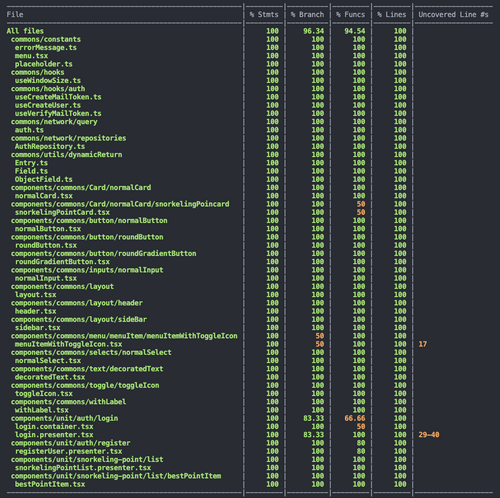 File | % Stmts | % Branch | % Funcs | % Lines | Uncovered Line #s
All files | 100 | 96.34 | 94.54 | 100 |
commons/constants | 100 | 100 | 100 | 100 |
errorMessage.ts | 100 | 100 | 100 | 100 |
menu.tsx | 100 | 100 | 100 | 100 |
placeholder.ts | 100 | 100 | 100 | 100 |
commons/hooks | 100 | 100 | 100 | 100 |
useWindowSize.ts | 100 | 100 | 100 | 100 |
commons/hooks/auth | 100 | 100 | 100 | 100 |
useCreateMailToken.ts | 100 | 100 | 100 | 100 |
useCreateUser.ts | 100 | 100 | 100 | 100 |
useVerifyMailToken.ts | 100 | 100 | 100 | 100 |
commons/network/query | 100 | 100 | 100 | 100 |
auth.ts | 100 | 100 | 100 | 100 |
commons/network/repositories | 100 | 100 | 100 | 100 |
AuthRepository.ts | 100 | 100 | 100 | 100 |
commons/utils/dynamicReturn | 100 | 100 | 100 | 100 |
Entry.ts | 100 | 100 | 100 | 100 |
Field.ts | 100 | 100 | 100 | 100 |
ObjectField.ts | 100 | 100 | 100 | 100 |
components/commons/Card/normalCard | 100 | 100 | 100 | 100 |
normalCard.tsx | 100 | 100 | 100 | 100 |
components/commons/Card/normalCard/snorkelingPoincard | 100 | 100 | 50 | 100 |
snorkelingPointCard.tsx | 100 | 100 | 50 | 100 |
components/commons/button/normalButton | 100 | 100 | 100 | 100 |
normalButton.tsx | 100 | 100 | 100 | 100 |
components/commons/button/roundButton | 100 | 100 | 100 | 100 |
roundButton.tsx | 100 | 100 | 100 | 100 |
components/commons/button/roundGradientButton | 100 | 100 | 100 | 100 |
roundGradientButton.tsx | 100 | 100 | 100 | 100 |
components/commons/inputs/normalInput | 100 | 100 | 100 | 100 |
normalInput.tsx | 100 | 100 | 100 | 100 |
components/commons/layout | 100 | 100 | 100 | 100 |
layout.tsx | 100 | 100 | 100 | 100 |
components/commons/layout/header | 100 | 100 | 100 | 100 |
header.tsx | 100 | 100 | 100 | 100 |
components/commons/layout/sideBar | 100 | 100 | 100 | 100 |
sidebar.tsx | 100 | 100 | 100 | 100 |
components/commons/menu/menuItem/menuItemWithToggleIcon | 100 | 50 | 100 | 100 |
menuItemWithToggleIcon.tsx | 100 | 50 | 100 | 100 | 17
components/commons/selects/normalSelect | 100 | 100 | 100 | 100 |
normalSelect.tsx | 100 | 100 | 100 | 100 |
components/commons/text/decoratedText | 100 | 100 | 100 | 100 |
decoratedText.tsx | 100 | 100 | 100 | 100 |
components/commons/toggle/toggleIcon | 100 | 100 | 100 | 100 |
toggleIcon.tsx | 100 | 100 | 100 | 100 |
components/commons/withLabel | 100 | 100 | 100 | 100 |
withLabel.tsx | 100 | 100 | 100 | 100 |
components/unit/auth/login | 100 | 83.33 | 66.66 | 100 |
login.container.tsx | 100 | 100 | 50 | 100 |
login.presenter.tsx | 100 | 83.33 | 100 | 100 | 29-40
components/unit/auth/register | 100 | 100 | 80 | 100 |
registerUser.presenter.tsx | 100 | 100 | 80 | 100 |
components/unit/snorkeling-point/list | 100 | 100 | 100 | 100 |
snorkelingPointList.presenter.tsx | 100 | 100 | 100 | 100 |
components/unit/snorkeling-point/list/bestPointItem | 100 | 100 | 100 | 100 |
bestPointItem.tsx | 100 | 100 | 100 | 100 |